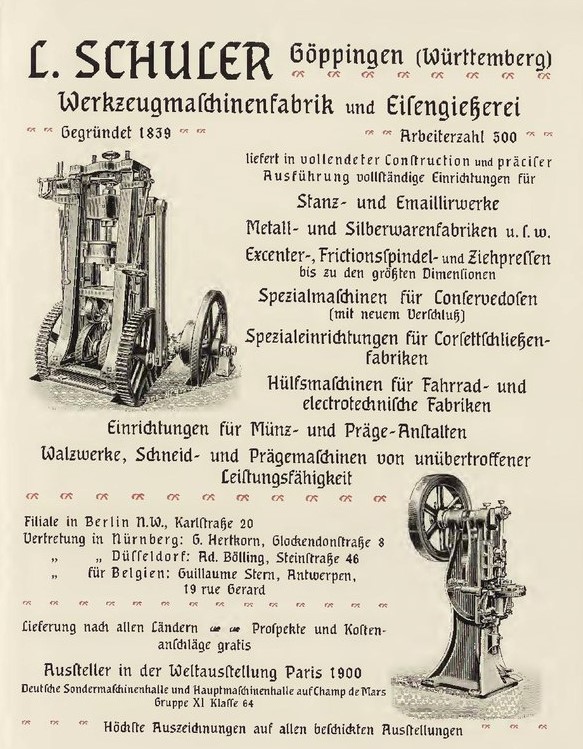 L. SCHULER Göppingen (Württemberg)
Werkzeugmaſchinenfabrik und Eiſengießerei
Gegründet 1839 Arbeiterzahl 500
liefert in vollendeter Conſtruction und präciſer
Ausführung vollſtändige Einrichtungen für
Stanz- und Emaillirwerke
Metall- und Silberwarenfabriken u. ſ. w.
Excenter-, Frictionsſpindel- und Ziehpreſſen
bis zu den größten Dimenſionen
Spezialmaſchinen für Conſervedoſen
(mit neuem Verſchluß)
Spezialeinrichtungen für Corſettſchließen-
fabriken
Hülfsmaſchinen für Fahrrad- und
electrotechniſche Fabriken
Einrichtungen für Münz- und Präge-Anſtalten
Walzwerke, Schneid- und Prägemaſchinen von unübertroffener
Leiſtungsfähigkeit
Filiale in Berlin N.W., Karlſtraße 20
Vertretung in Nürnberg: G. Hertkorn, Glockendonſtraße 8
„ „ Düſſeldorf: Ad. Bölling, Steinſtraße 46
„ für Belgien: Guillaume Stern, Antwerpen,
19 rue Gerard
Lieferung nach allen Ländern Proſpekte und Koſten-
anſchläge gratis
Ausſteller in der Weltausſtellung Paris 1900
Deutſche Sondermaſchinenhalle und Hauptmaſchinenhalle auf Champ de Mars
Gruppe XI Klaſſe 64
Höchſte Auszeichnungen auf allen beſchickten Ausſtellungen